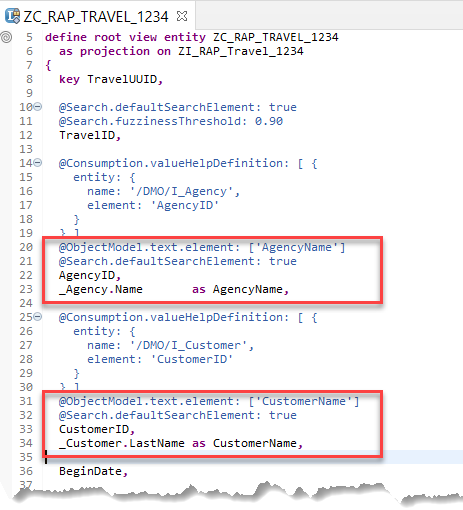 ZC_RAP_TRAVEL_1234
5 define root view entity ZC_RAP_TRAVEL_1234
6 as projection on ZI_RAP_Travel_1234
7 {
8 key TravelUUID,
9
10 @Search.defaultSearchElement: true
11 @Search.fuzzinessThreshold: 0.90
12 TravelID,
13
14 @Consumption.valueHelpDefinition: [ {
15 entity: {
16 name: '/DMO/I_Agency',
17 element: 'AgencyID'
18 }
19 } ]
20 @ObjectModel.text.element: ['AgencyName']
21 @Search.defaultSearchElement: true
22 AgencyID,
23 _Agency.Name as AgencyName,
24
25 @Consumption.valueHelpDefinition: [ {
26 entity: {
27 name: '/DMO/I_Customer',
28 element: 'CustomerID'
29 }
30 } ]
31 @ObjectModel.text.element: ['CustomerName']
32 @Search.defaultSearchElement: true
33 CustomerID,
34 _Customer.LastName as CustomerName,
35
36 BeginDate,
37